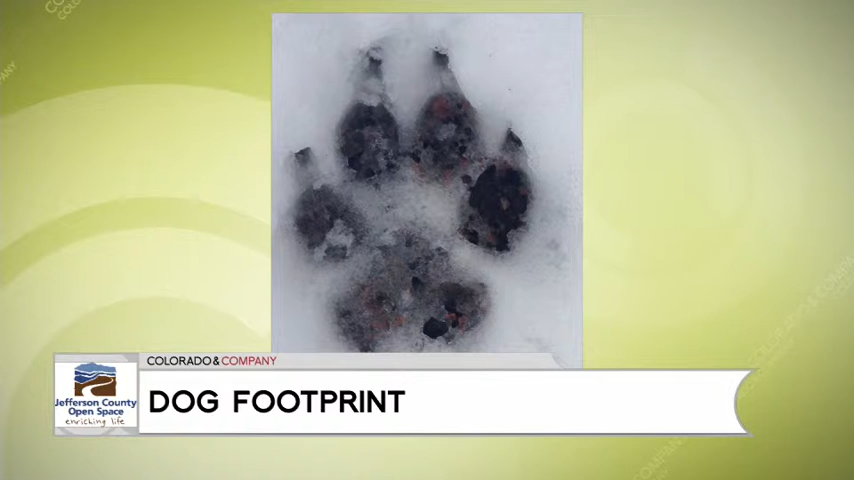 COLORADO&COMPANY
Jefferson County
Open Space
enriching life
DOG FOOTPRINT